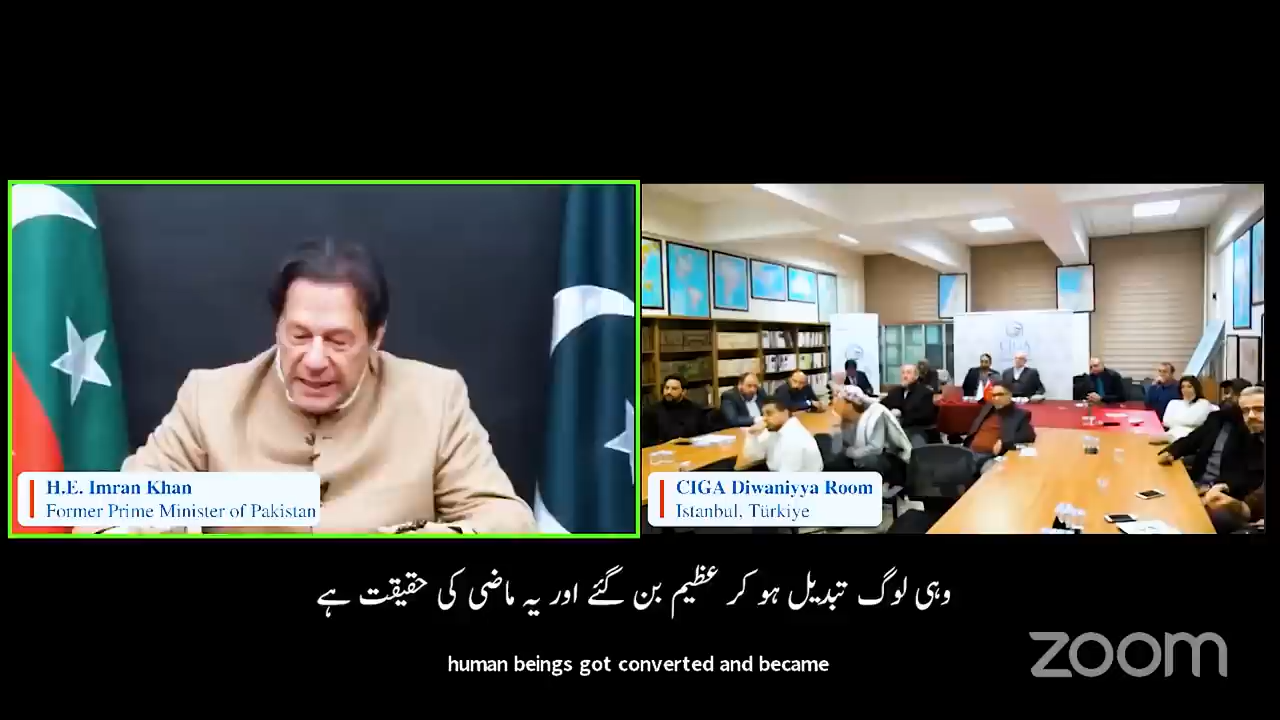 CIGA
H.E. Imran Khan
Former Prime Minister of Pakistan
CIGA Diwaniyya Room
Istanbul, Türkiye
وہی لوگ تبدیل ہو کر عظیم بن گئے اور یہ ماضی کی حقیقت ہے
human beings got converted and became
zoom